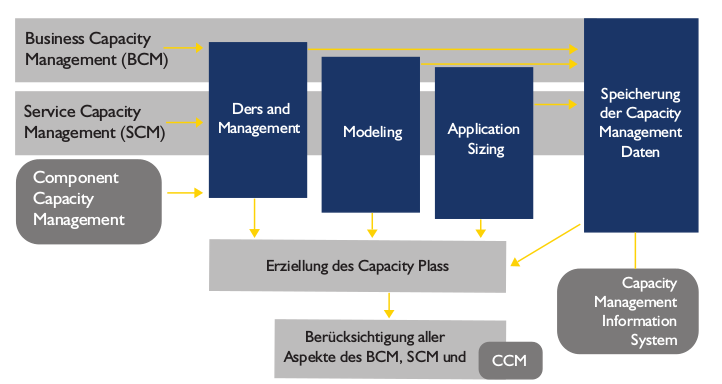 Business Capacity
Management (BCM)
Service Capacity
Management (SCM)
Component
Capacity
Management
Ders and
Management
Modeling
Application
Sizing
Speicherung
der Capacity
Management
Daten
Erziellung des Capacity Plass
Capacity
Management
Information
System
Berücksichtigung aller
Aspekte des BCM, SCM und
CCM